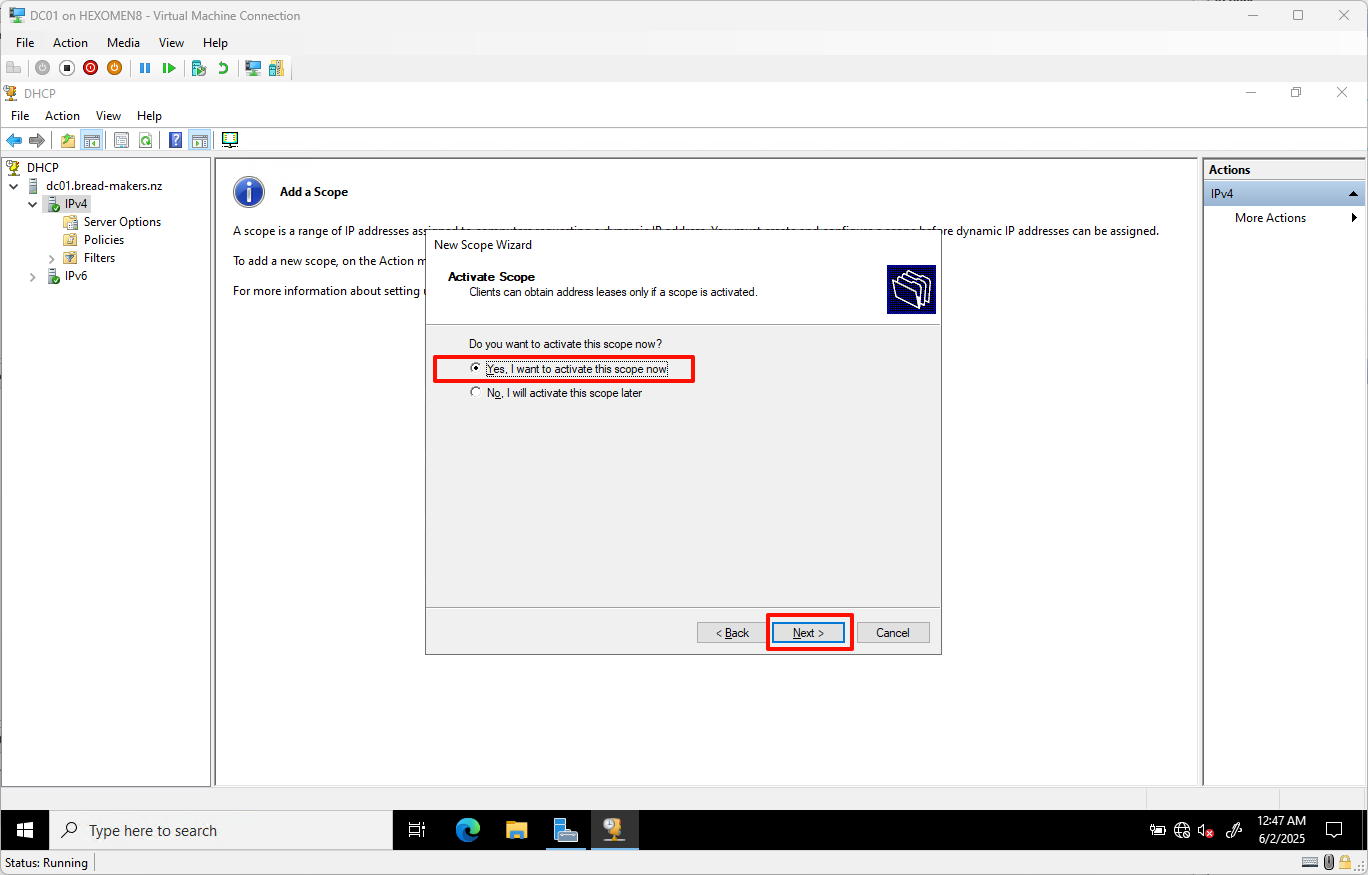 DC01 on HEXOMEN8 - Virtual Machine Connection
File Action Media View Help
DHCP
File Action View Help
DHCP
dc01.bread-makers.nz
IPv4
Server Options
Policies
Filters
IPv6
Add a Scope
A scope is a range of IP addresses
before dynamic IP addresses can be assigned.
To add a new scope, on the Action
For more information about setting
New Scope Wizard
Activate Scope
Clients can obtain address leases only if a scope is activated.
Do you want to activate this scope now?
Yes, I want to activate this scope now
No, I will activate this scope later
< Back
Next >
Cancel
Actions
IPv4
More Actions
Type here to search
12:47 AM
6/2/2025
Status: Running